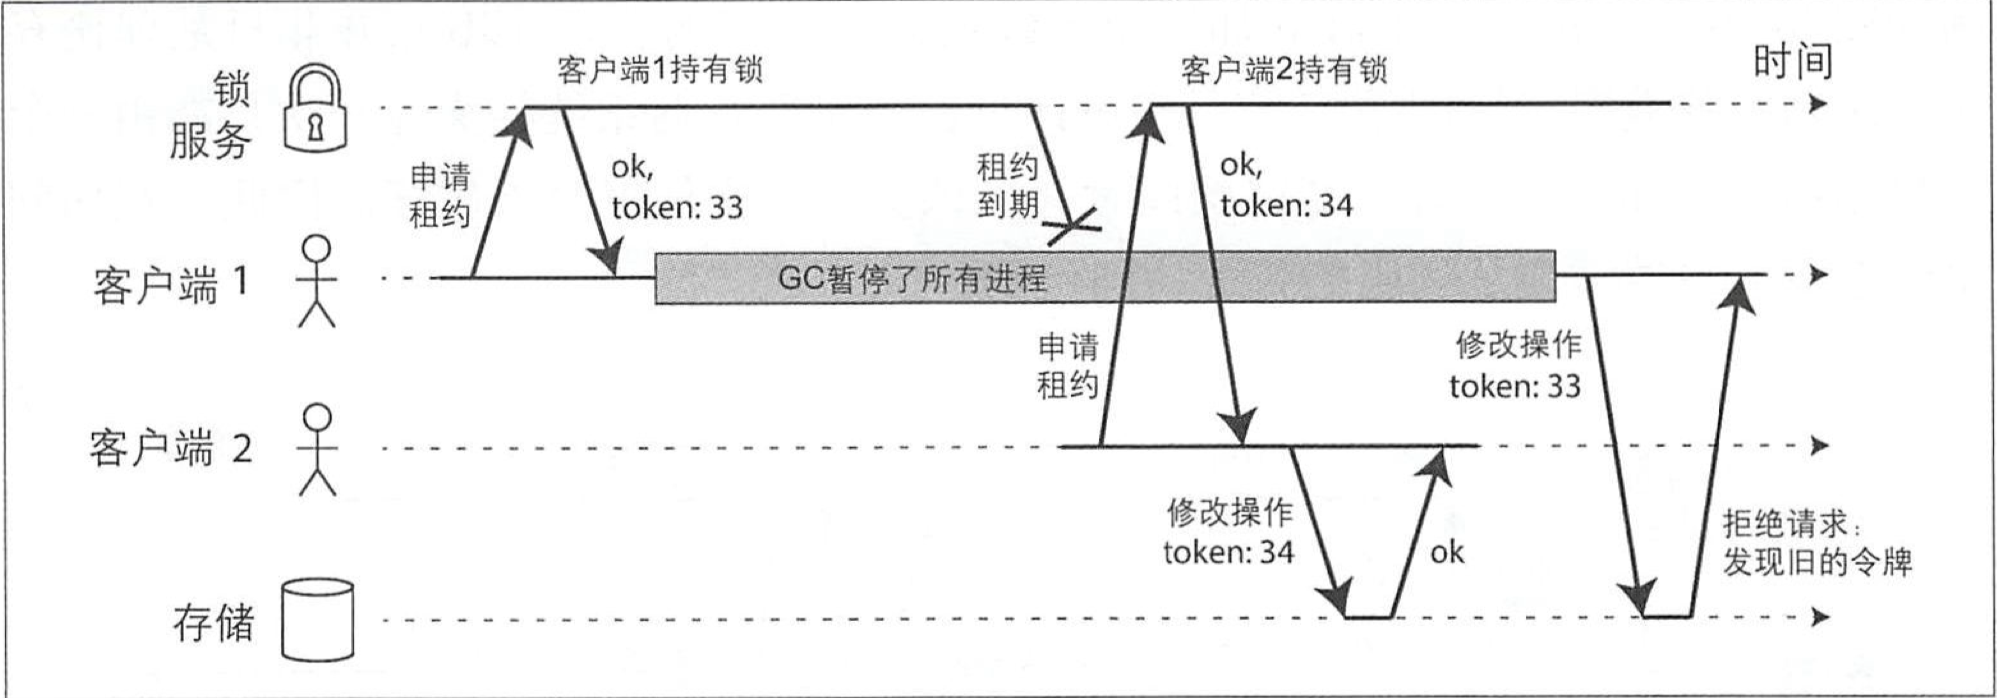 时间
锁
服务
客户端1持有锁
客户端2持有锁
申请
租约
ok,
token: 33
租约
到期
ok,
token: 34
客户端 1
GC暂停了所有进程
申请
租约
修改操作
token: 33
客户端 2
修改操作
token: 34
ok
拒绝请求:
发现旧的令牌
存储